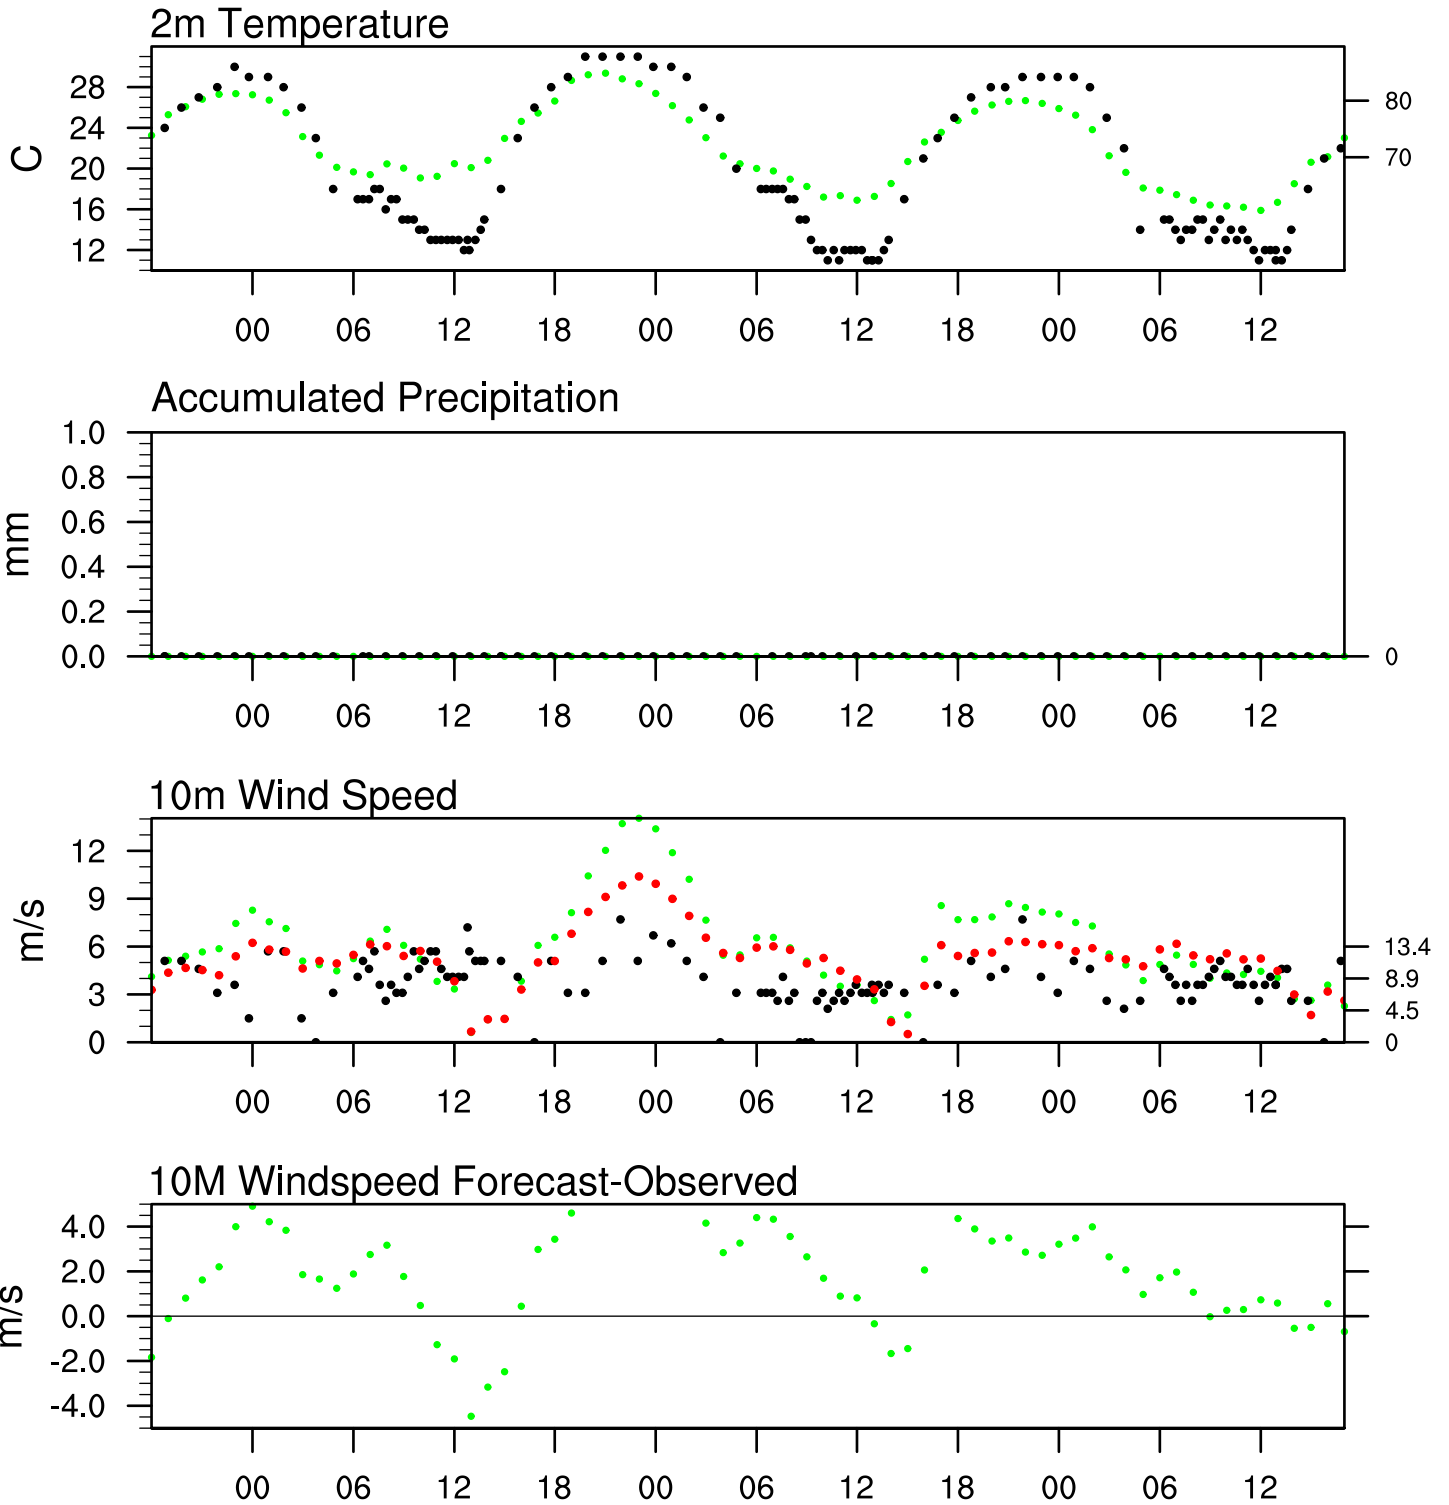 2m Temperature
28
24
20
16
12
C
80
70
00 06 12 18 00 06 12 18 00 06 12
Accumulated Precipitation
1.0
0.8
0.6
0.4
0.2
0.0
mm
0
00 06 12 18 00 06 12 18 00 06 12
10m Wind Speed
12
9
6
3
0
m/s
13.4
8.9
4.5
0
00 06 12 18 00 06 12 18 00 06 12
10M Windspeed Forecast-Observed
4.0
2.0
0.0
-2.0
-4.0
m/s
00 06 12 18 00 06 12 18 00 06 12